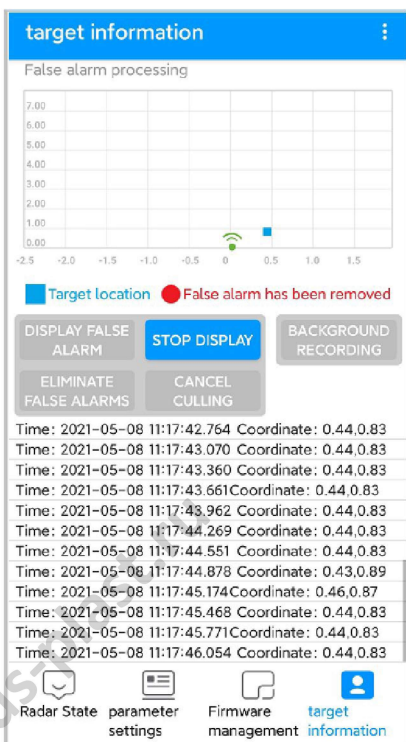 target information
False alarm processing
7.00
6.00
5.00
4.00
3.00
2.00
1.00
0.00
-2.5 -2.0 -1.5 -1.0 -0.5 0 0.5 1.0 1.5
Target location False alarm has been removed
DISPLAY FALSE
ALARM
STOP DISPLAY
BACKGROUND
RECORDING
ELIMINATE
FALSE ALARMS
CANCEL
CULLING
Time: 2021-05-08 11:17:42.764 Coordinate: 0.44,0.83
Time: 2021-05-08 11:17:43.070 Coordinate: 0.44,0.83
Time: 2021-05-08 11:17:43.360 Coordinate: 0.44,0.83
Time: 2021-05-08 11:17:43.661Coordinate: 0.44,0.83
Time: 2021-05-08 11:17:43.962 Coordinate: 0.44,0.83
Time: 2021-05-08 11:17:44.269 Coordinate: 0.44,0.83
Time: 2021-05-08 11:17:44.551 Coordinate: 0.44,0.83
Time: 2021-05-08 11:17:44.878 Coordinate: 0.43,0.89
Time: 2021-05-08 11:17:45.174Coordinate: 0.46,0.87
Time: 2021-05-08 11:17:45.468 Coordinate: 0.44,0.83
Time: 2021-05-08 11:17:45.771Coordinate: 0.44,0.83
Time: 2021-05-08 11:17:46.054 Coordinate: 0.44,0.83
Radar State
parameter
settings
Firmware
management
target
information